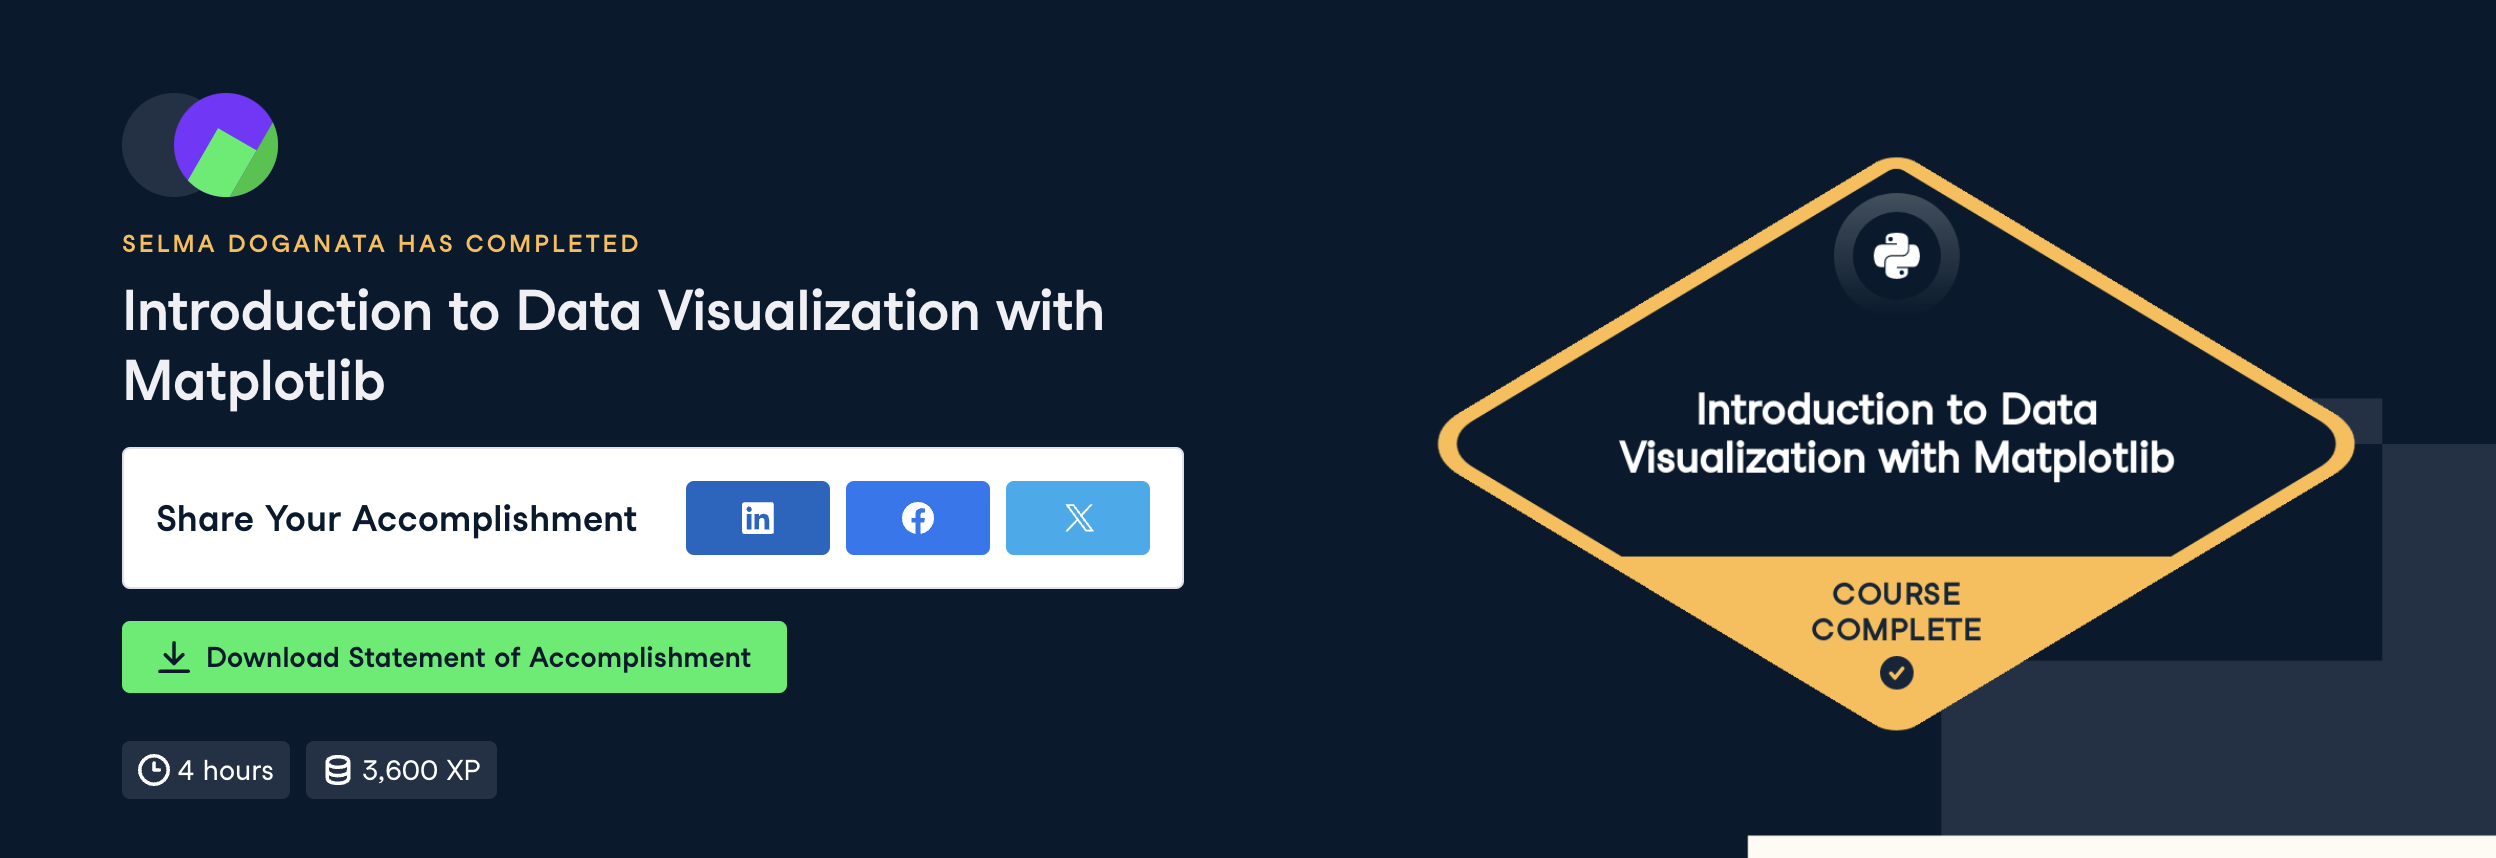 SELMA DOGANATA HAS COMPLETED
Introduction to Data Visualization with
Matplotlib
Share Your Accomplishment
Download Statement of Accomplishment
4 hours
3,600 XP
Introduction to Data
Visualization with Matplotlib
COURSE
COMPLETE